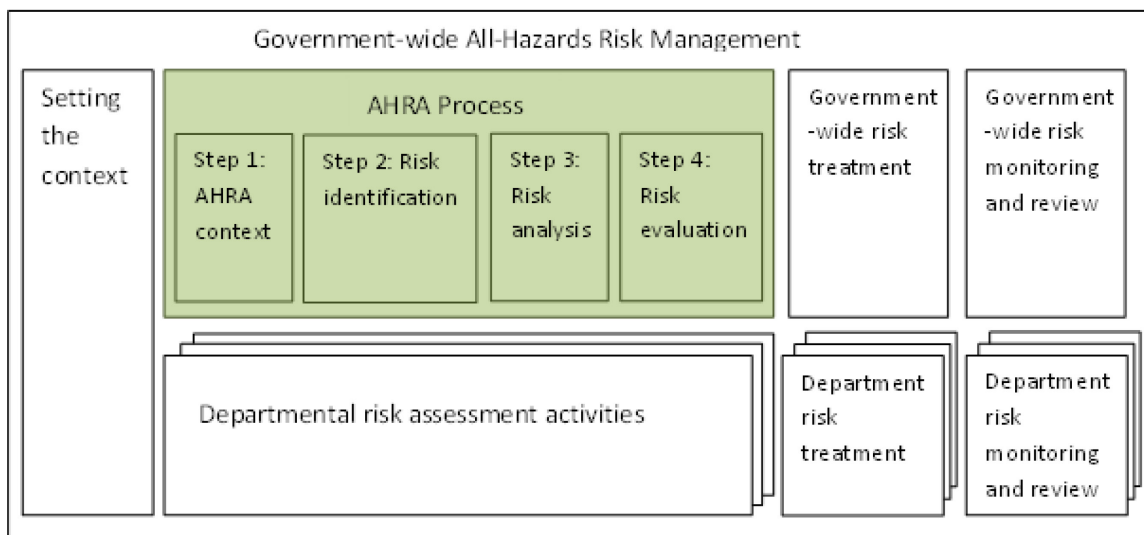 Government-wide All-Hazards Risk Management
Setting
the
context
AHRA Process
Step 1:
AHRA
context
Step 2: Risk
identification
Step 3:
Risk
analysis
Step 4:
Risk
evaluation
Government
-wide risk
treatment
Government
-wide risk
monitoring
and review
Departmental risk assessment activities
Department
risk
treatment
Department
risk
monitoring
and review